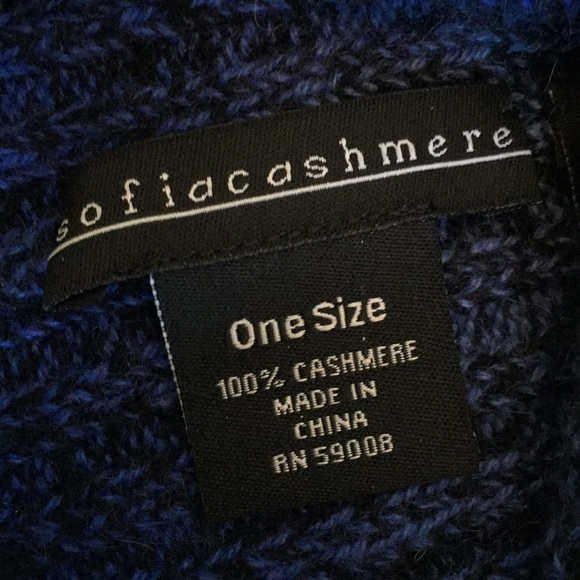 sofiacashmere
One Size
100% CASHMERE
MADE IN
CHINA
RN 59008